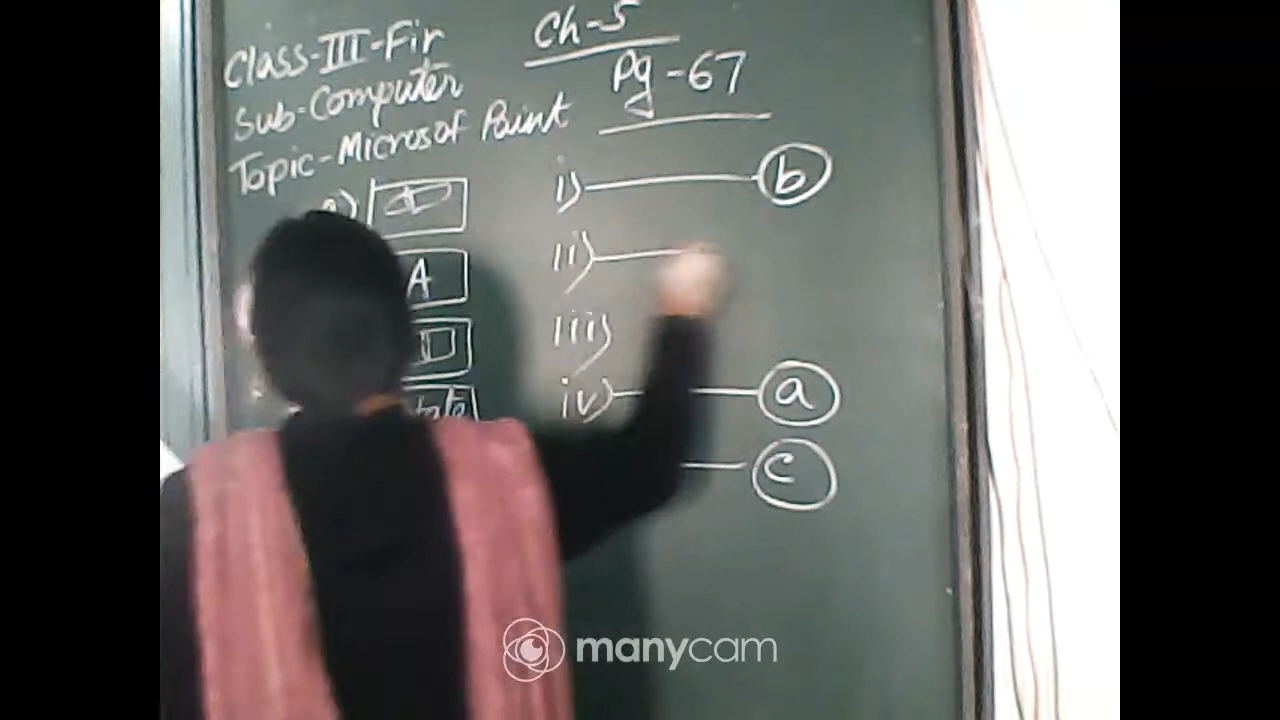 Class-III-Fir
Sub-Computer
Topic-Microsof Paint
Ch-5
Pg-67
i) b
A
ii)
iii)
iv) a
c
manycam